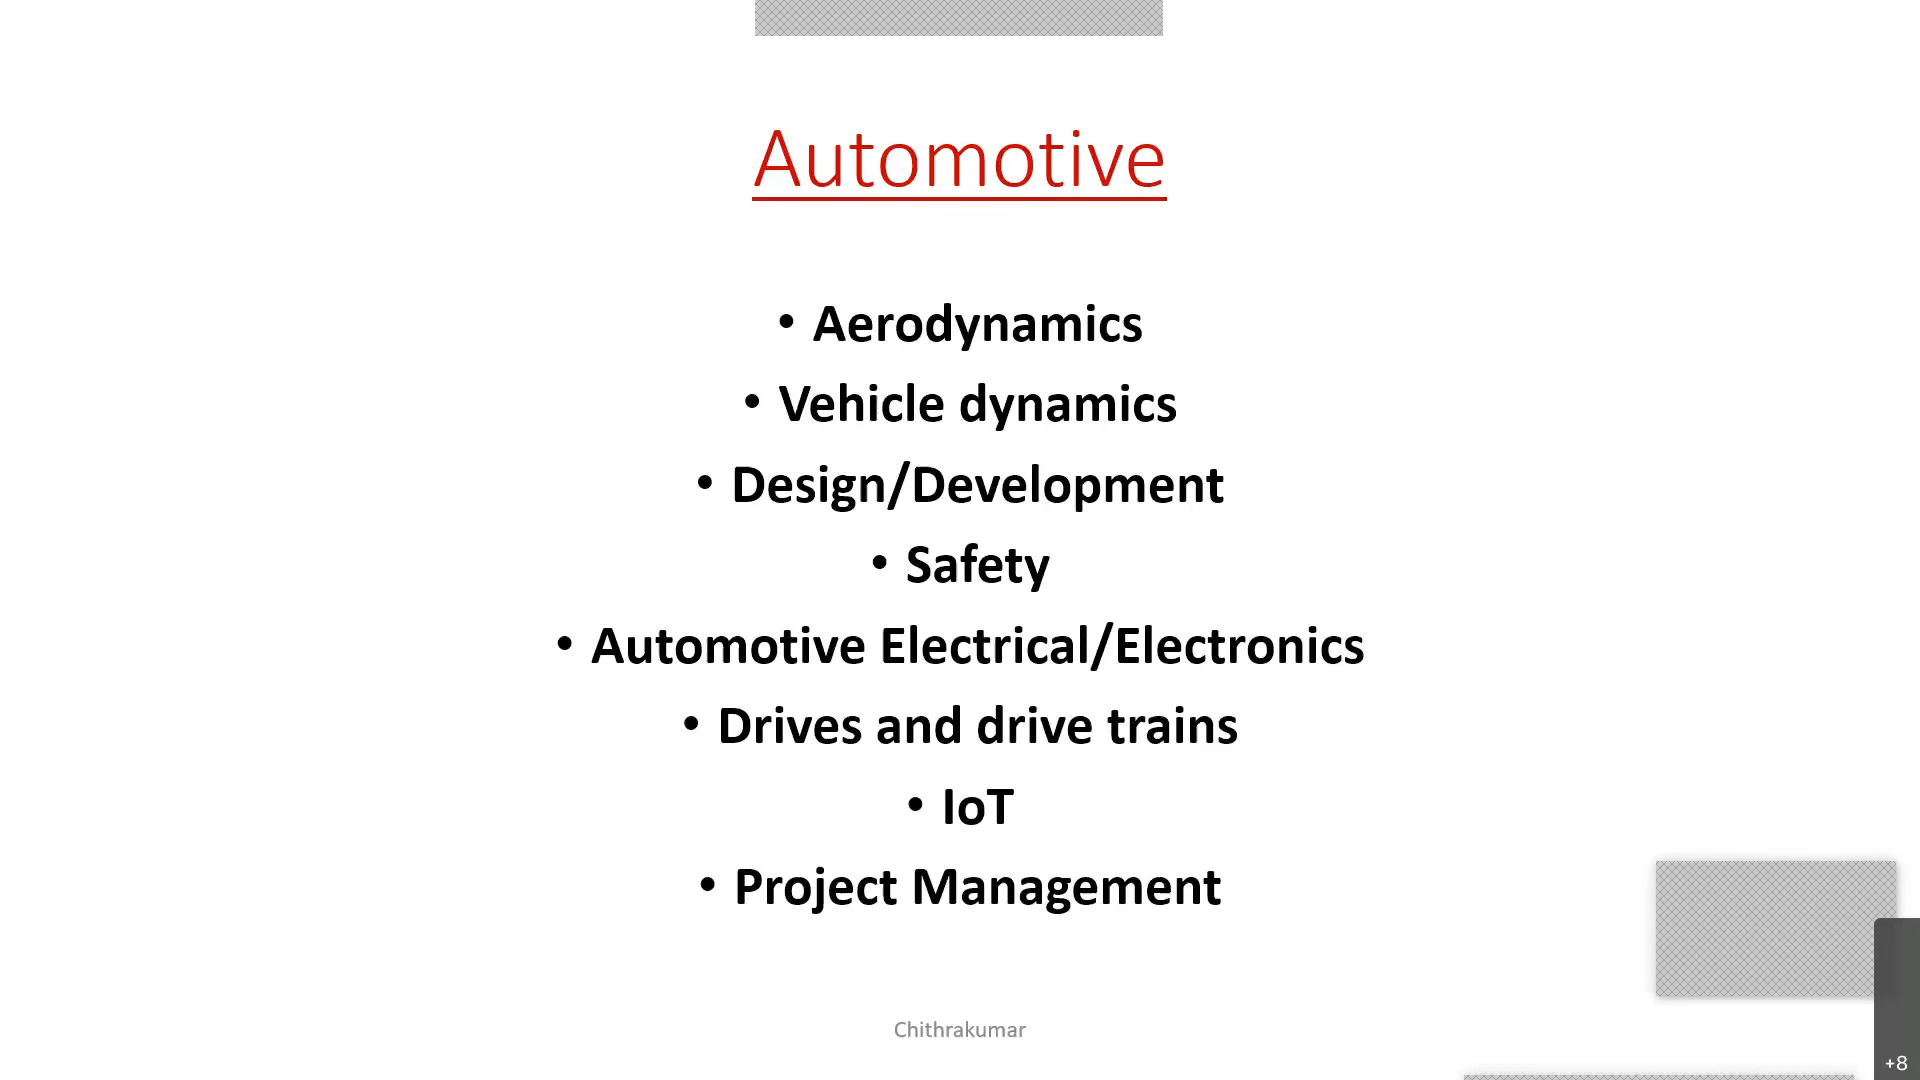 Automotive
• Aerodynamics
• Vehicle dynamics
• Design/Development
• Safety
• Automotive Electrical/Electronics
• Drives and drive trains
• IoT
• Project Management
Chithrakumar
+8